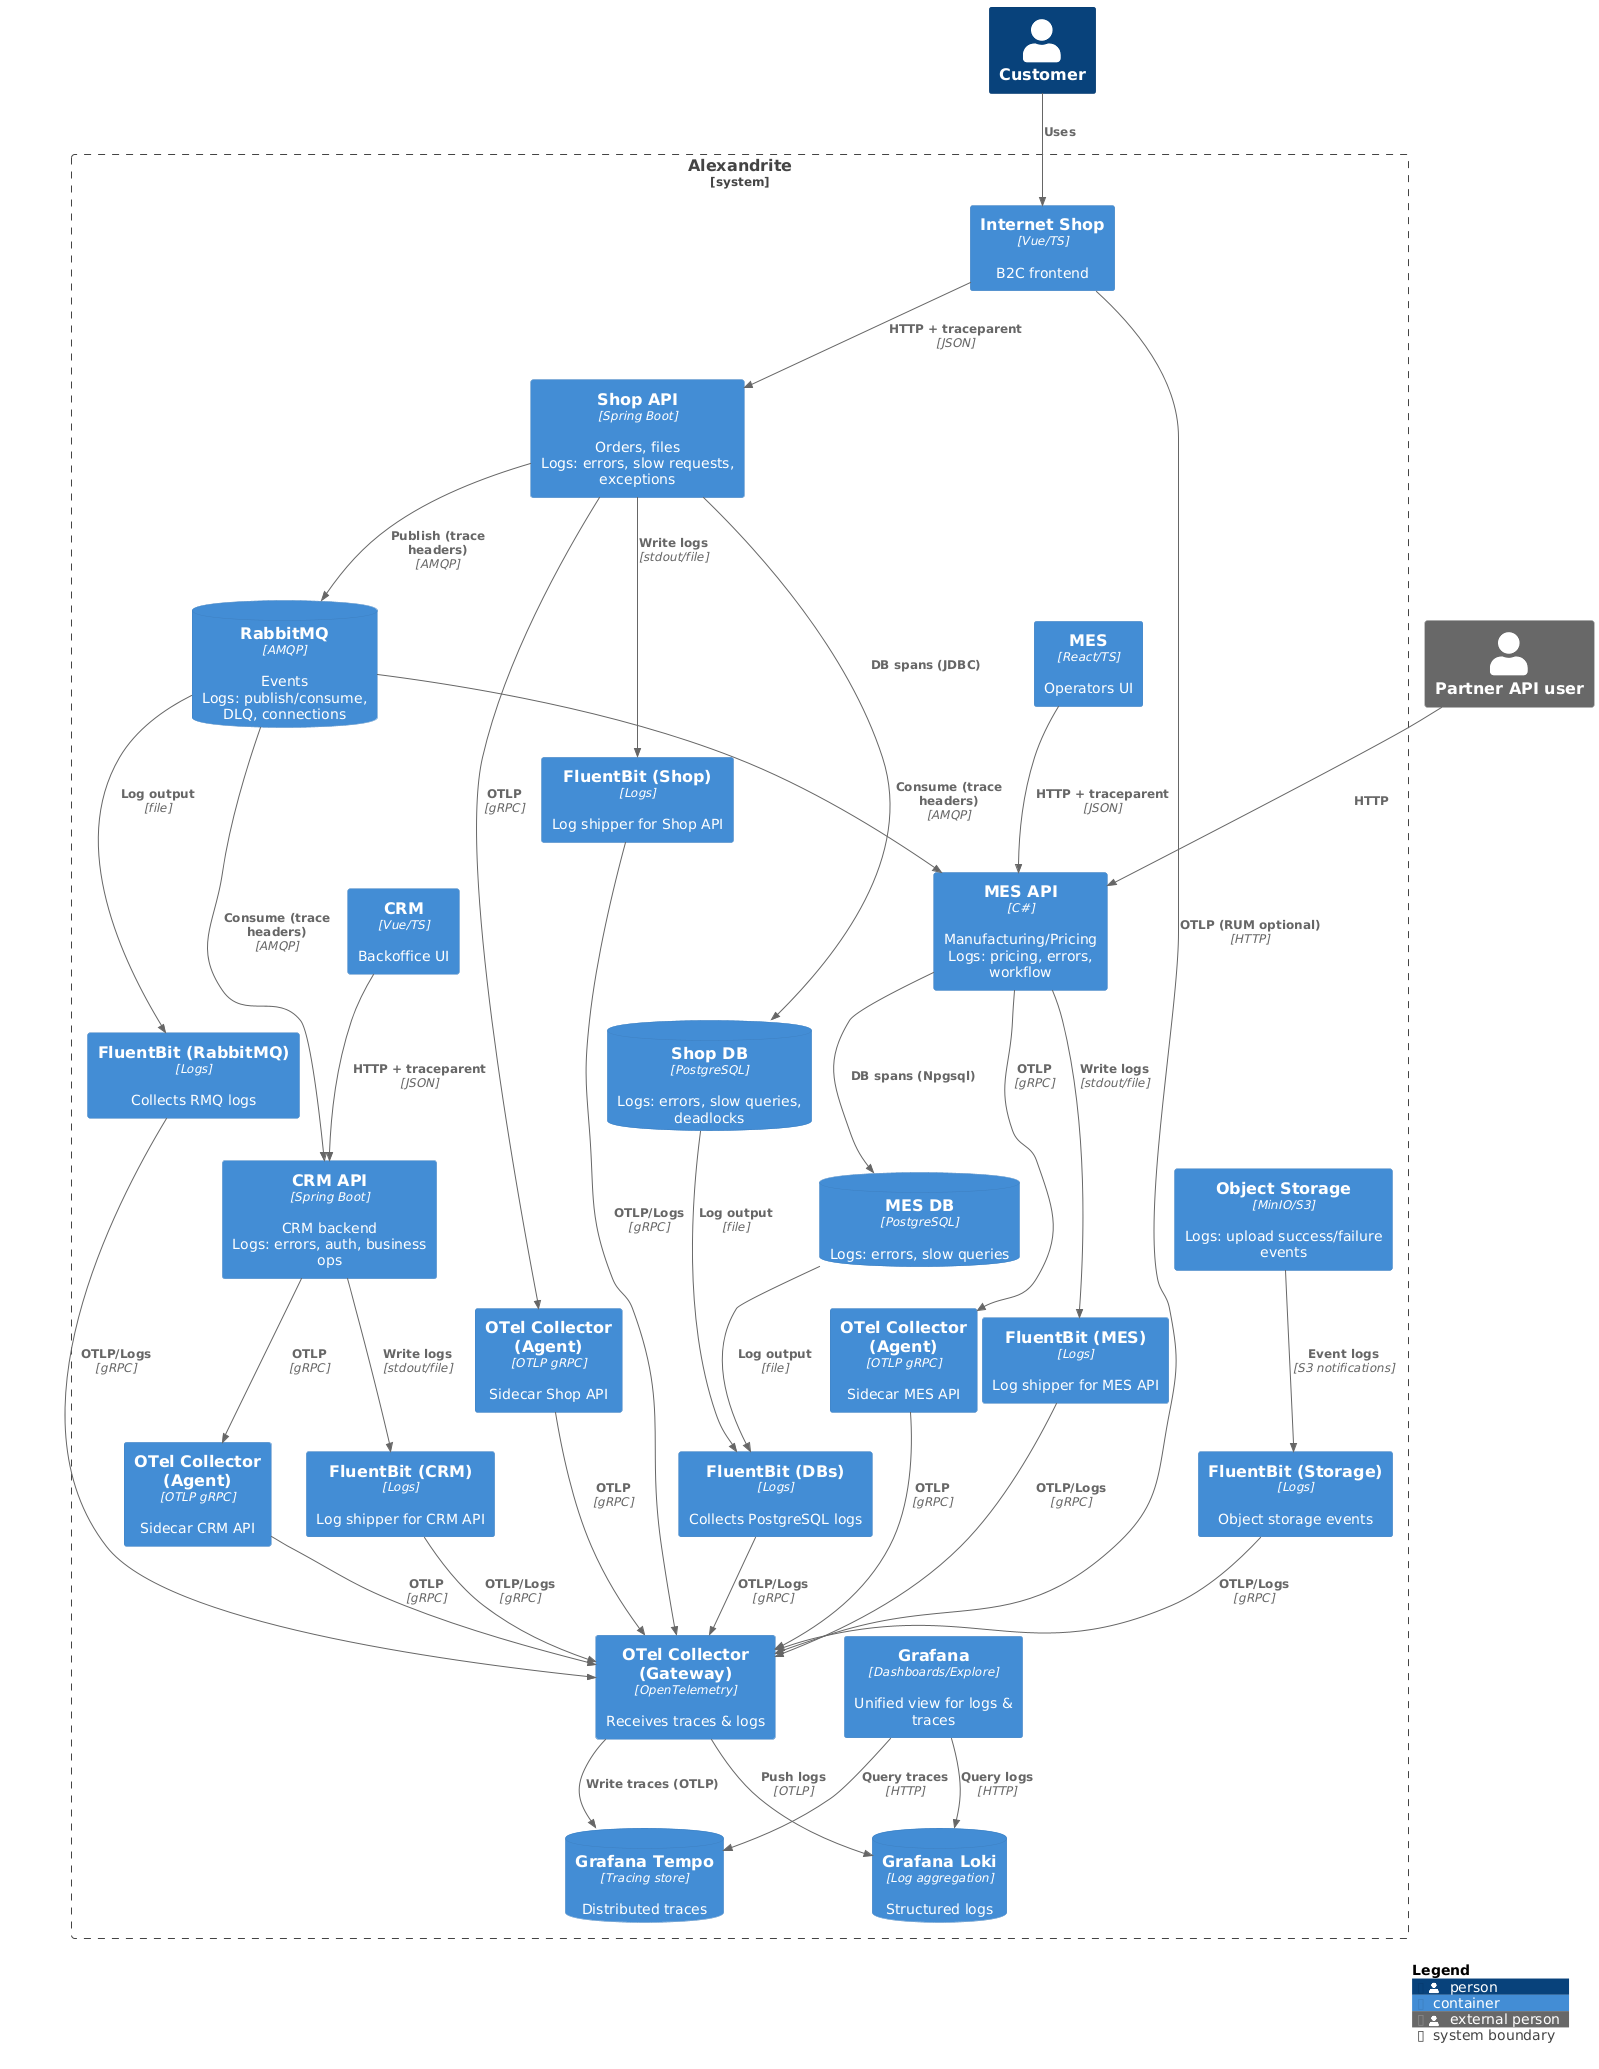 Customer
Uses
Alexandrite
[system]
Internet Shop
[Vue/TS]
B2C frontend
HTTP + traceparent
[JSON]
Shop API
[Spring Boot]
Orders, files
Logs: errors, slow requests,
exceptions
Publish (trace
headers)
[AMQP]
Write logs
[stdout/file]
RabbitMQ
[AMQP]
Events
Logs: publish/consume,
DLQ, connections
DB spans (JDBC)
MES
[React/TS]
Operators UI
Partner API user
Log output
[file]
OTLP
[gRPC]
FluentBit (Shop)
[Logs]
Log shipper for Shop API
Consume (trace
headers)
[AMQP]
HTTP + traceparent
[JSON]
HTTP
Consume (trace
headers)
[AMQP]
CRM
[Vue/TS]
Backoffice UI
MES API
[C#]
Manufacturing/Pricing
Logs: pricing, errors,
workflow
OTLP (RUM optional)
[HTTP]
FluentBit (RabbitMQ)
[Logs]
Collects RMQ logs
HTTP + traceparent
[JSON]
Shop DB
[PostgreSQL]
Logs: errors, slow queries,
deadlocks
DB spans (Npgsql)
OTLP
[gRPC]
Write logs
[stdout/file]
CRM API
[Spring Boot]
CRM backend
Logs: errors, auth, business
ops
OTLP/Logs
[gRPC]
Log output
[file]
MES DB
[PostgreSQL]
Logs: errors, slow queries
Object Storage
[MinIO/S3]
Logs: upload success/failure
events
OTLP/Logs
[gRPC]
OTLP
[gRPC]
Write logs
[stdout/file]
OTel Collector
(Agent)
[OTLP gRPC]
Sidecar Shop API
Log output
[file]
OTel Collector
(Agent)
[OTLP gRPC]
Sidecar MES API
FluentBit (MES)
[Logs]
Log shipper for MES API
Event logs
[S3 notifications]
OTel Collector
(Agent)
[OTLP gRPC]
Sidecar CRM API
FluentBit (CRM)
[Logs]
Log shipper for CRM API
OTLP
[gRPC]
FluentBit (DBs)
[Logs]
Collects PostgreSQL logs
OTLP
[gRPC]
OTLP/Logs
[gRPC]
FluentBit (Storage)
[Logs]
Object storage events
OTLP
[gRPC]
OTLP/Logs
[gRPC]
OTLP/Logs
[gRPC]
OTLP/Logs
[gRPC]
OTel Collector
(Gateway)
[OpenTelemetry]
Receives traces & logs
Grafana
[Dashboards/Explore]
Unified view for logs &
traces
Write traces (OTLP)
Push logs
[OTLP]
Query traces
[HTTP]
Query logs
[HTTP]
Grafana Tempo
[Tracing store]
Distributed traces
Grafana Loki
[Log aggregation]
Structured logs
Legend
person
container
external person
system boundary